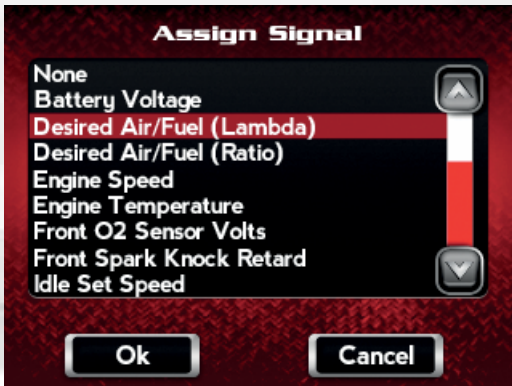 Assign Signal
None
Battery Voltage
Desired Air/Fuel (Lambda)
Desired Air/Fuel (Ratio)
Engine Speed
Engine Temperature
Front O2 Sensor Volts
Front Spark Knock Retard
Idle Set Speed
Ok
Cancel